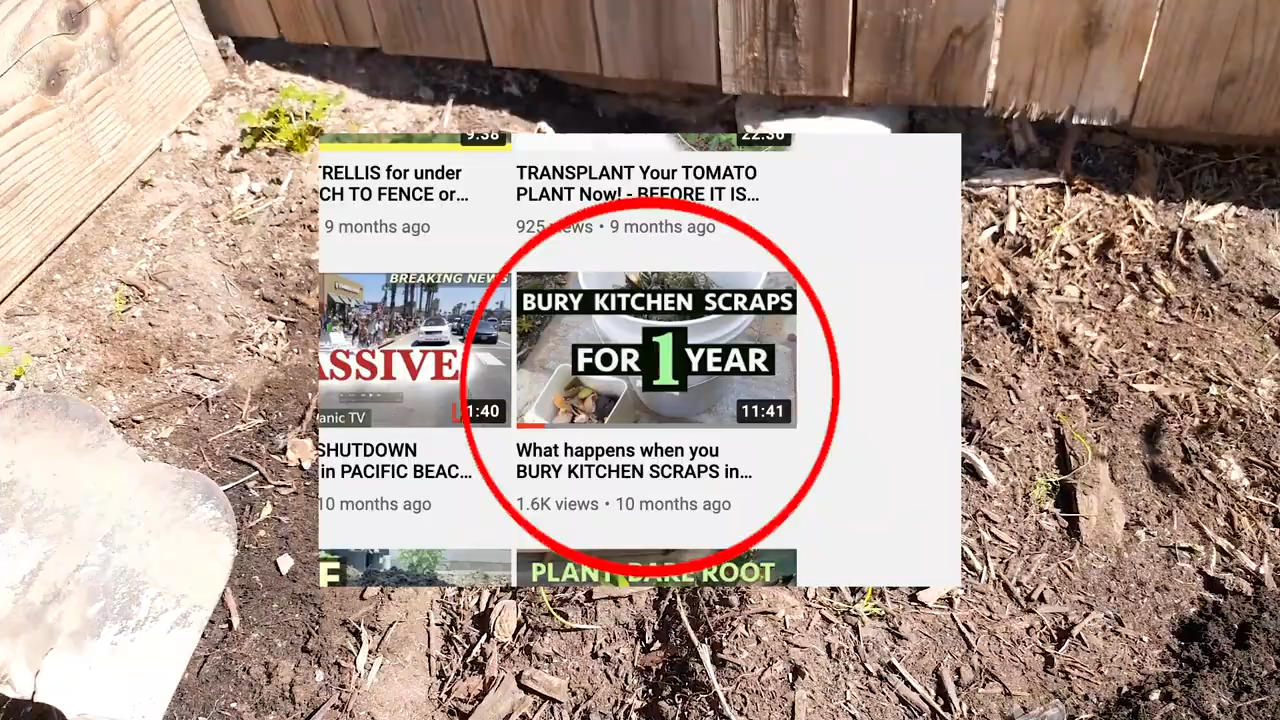 9:38
22:36
TRELLIS for under
CH TO FENCE or...
9 months ago
TRANSPLANT Your TOMATO
PLANT Now! - BEFORE IT IS...
925 views • 9 months ago
BREAKING NEWS
ASSIVE
anic TV
1:40
SHUTDOWN
in PACIFIC BEAC...
10 months ago
BURY KITCHEN SCRAPS
FOR 1 YEAR
11:41
What happens when you
BURY KITCHEN SCRAPS in...
1.6K views • 10 months ago
PLANT BARE ROOT